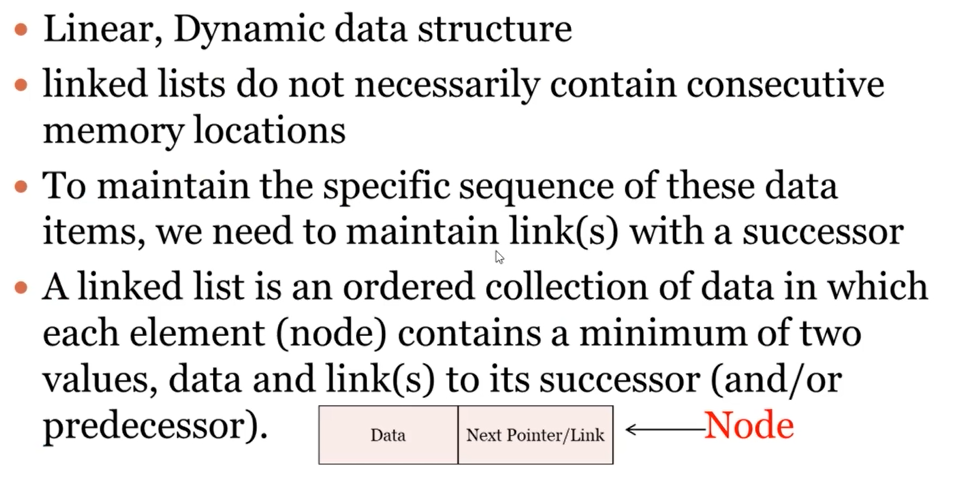 • Linear, Dynamic data structure
• linked lists do not necessarily contain consecutive
memory locations
• To maintain the specific sequence of these data
items, we need to maintain link(s) with a successor
• A linked list is an ordered collection of data in which
each element (node) contains a minimum of two
values, data and link(s) to its successor (and/or
predecessor).
Data
Next Pointer/Link
Node